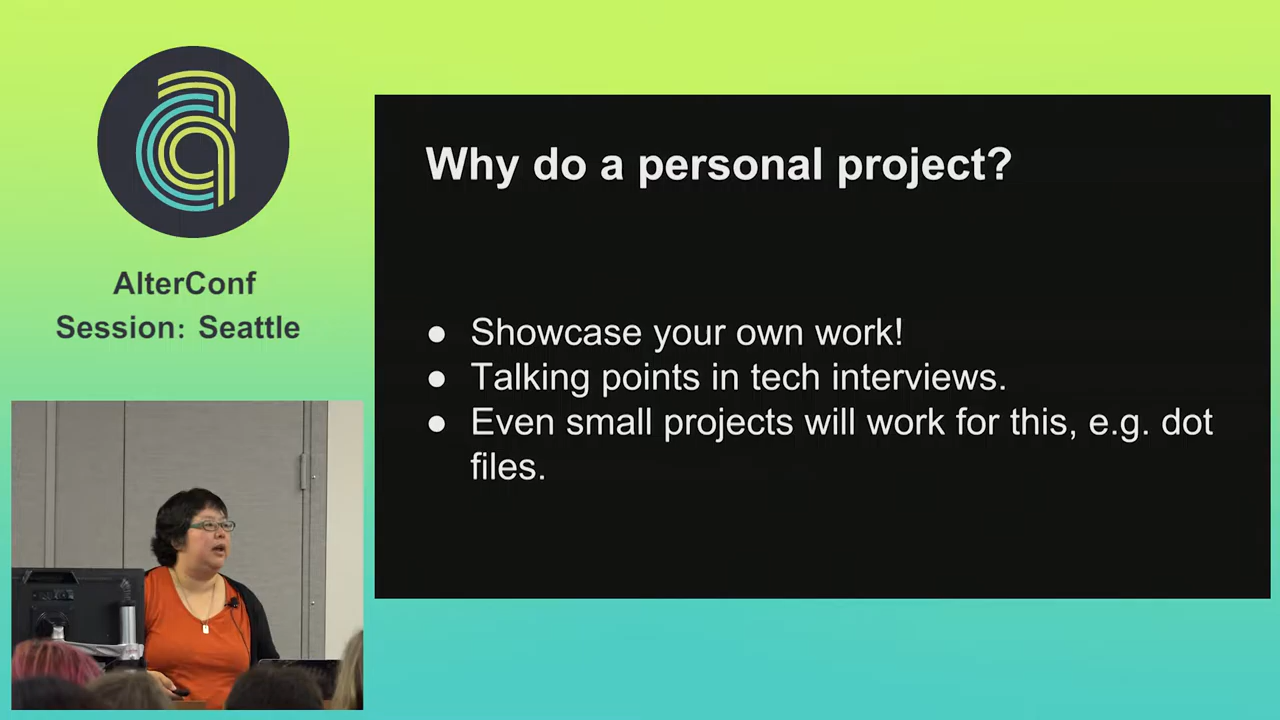 AlterConf
Session: Seattle
Why do a personal project?
● Showcase your own work!
● Talking points in tech interviews.
● Even small projects will work for this, e.g. dot
files.